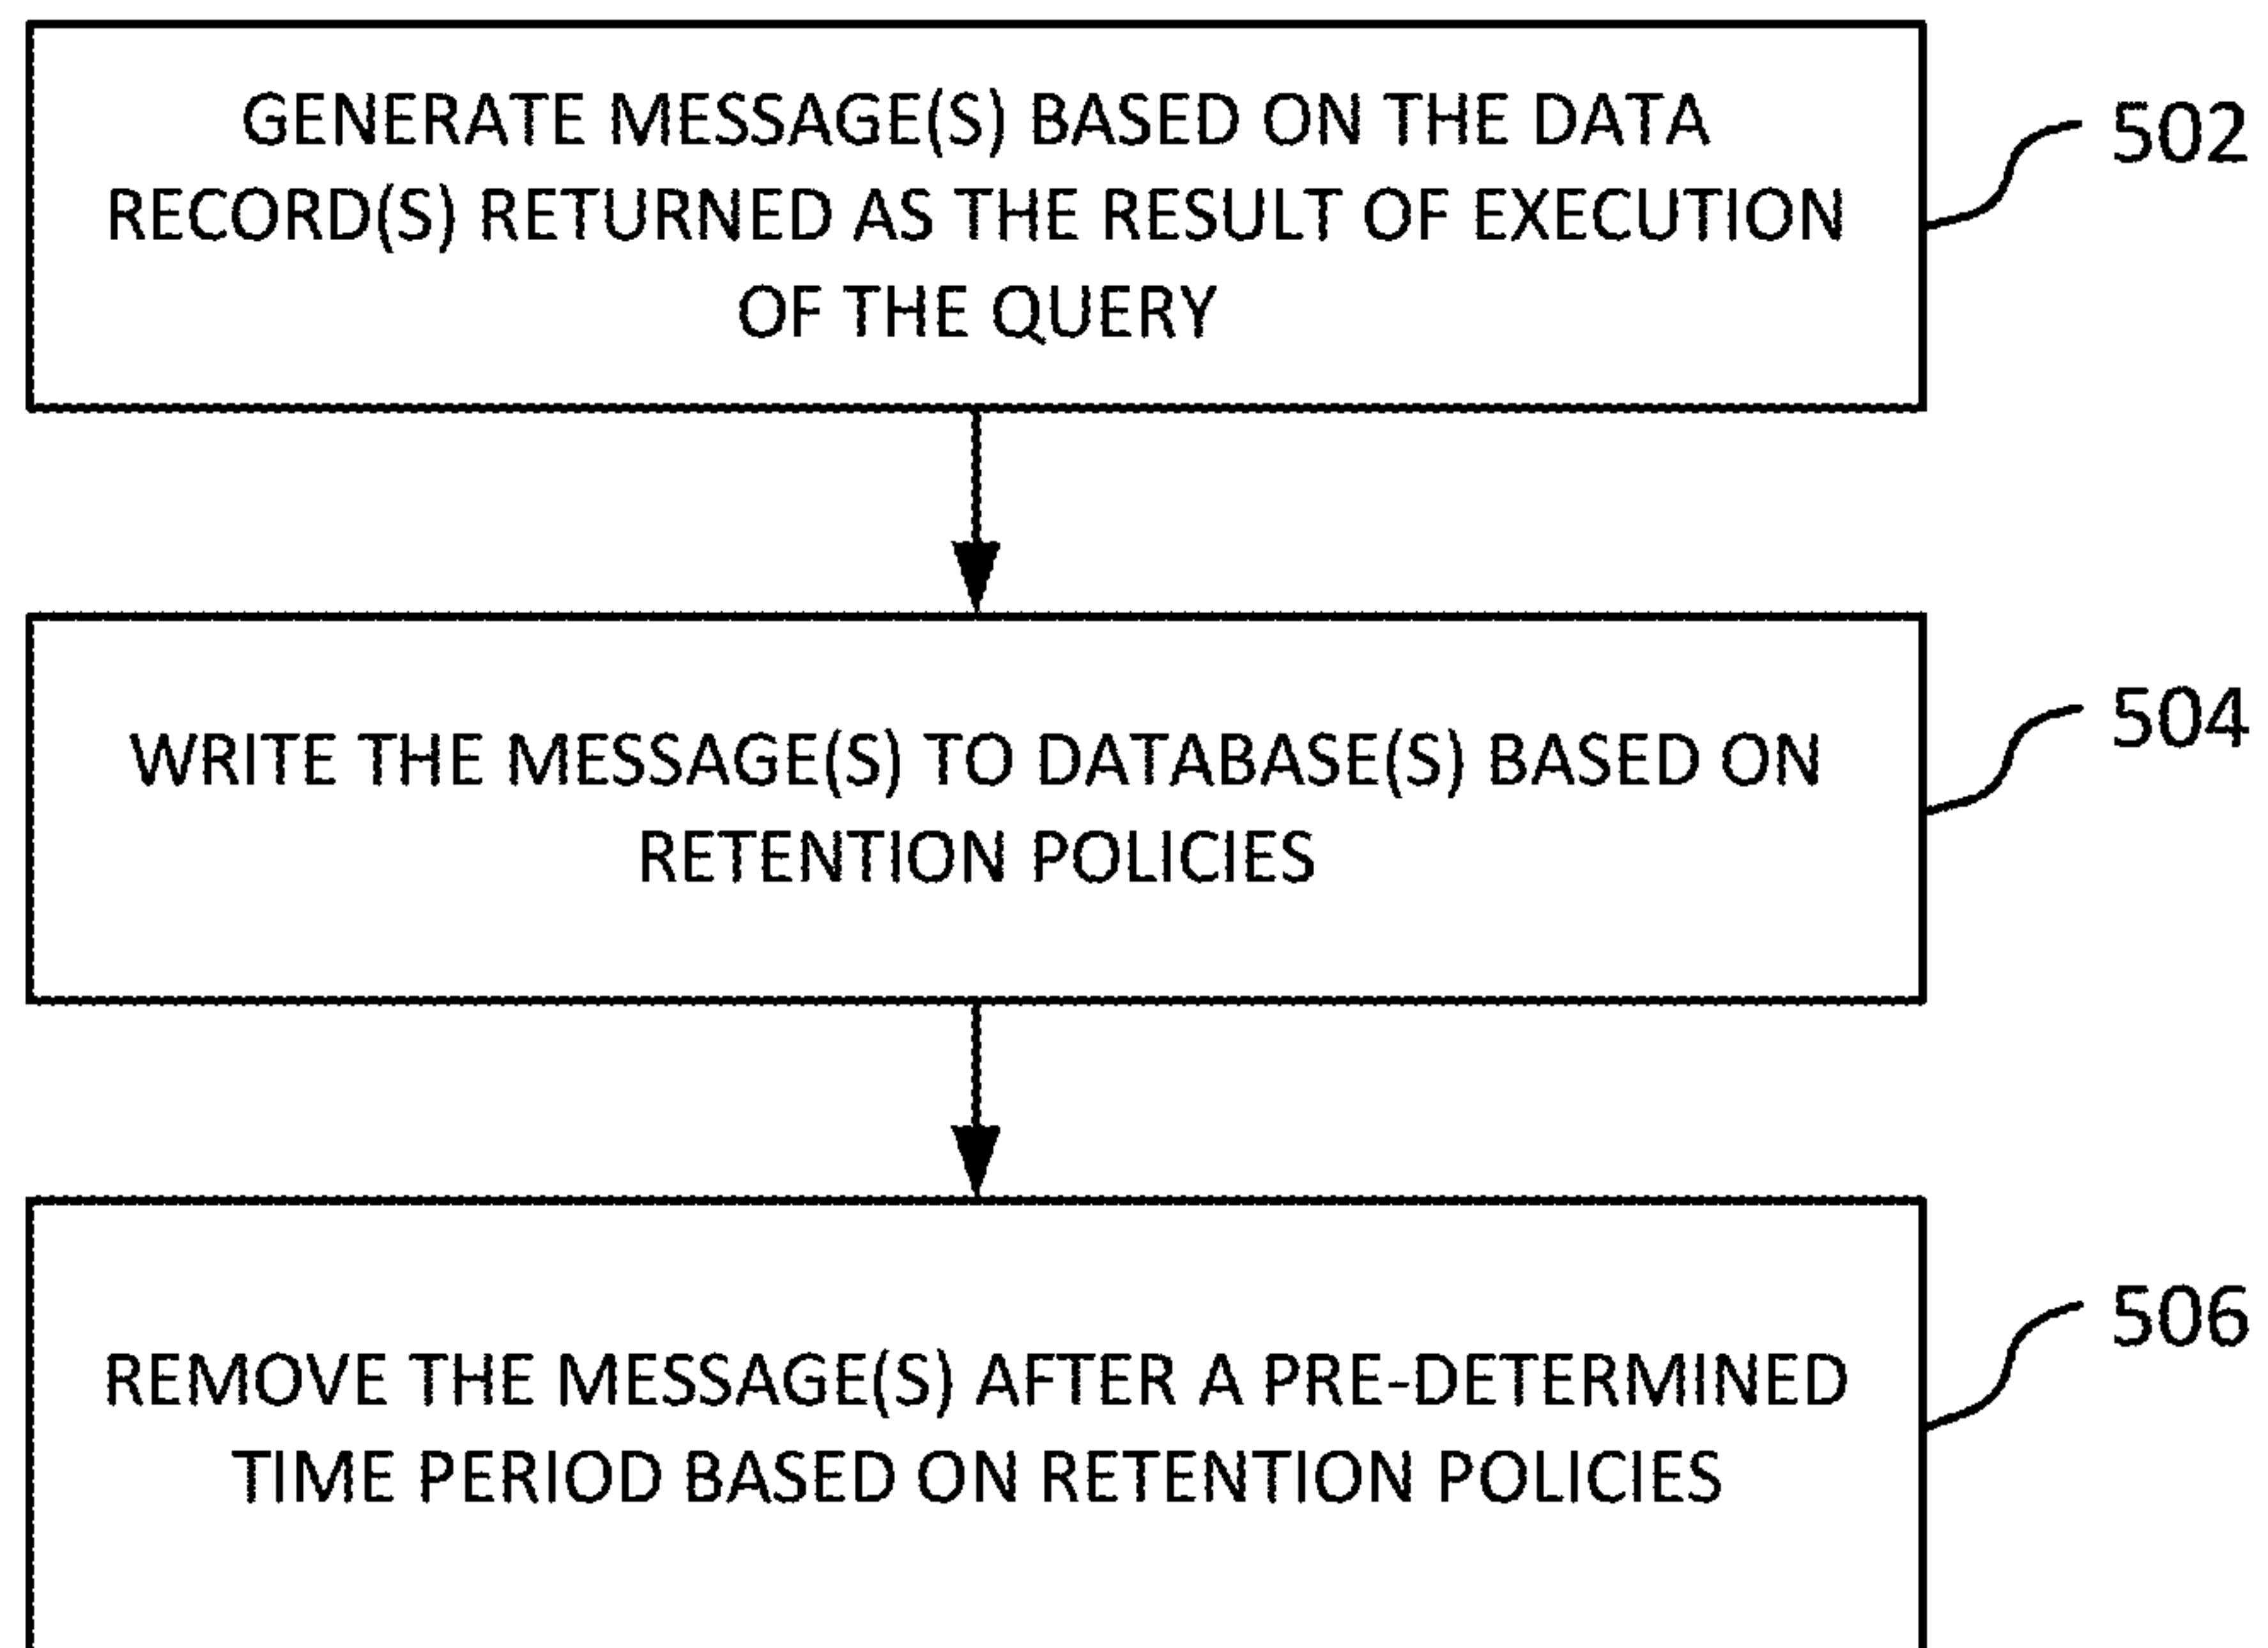 GENERATE MESSAGE(S) BASED ON THE DATA
RECORD(S) RETURNED AS THE RESULT OF EXECUTION
OF THE QUERY
502
WRITE THE MESSAGE(S) TO DATABASE(S) BASED ON
RETENTION POLICIES
504
REMOVE THE MESSAGE(S) AFTER A PRE-DETERMINED
TIME PERIOD BASED ON RETENTION POLICIES
506